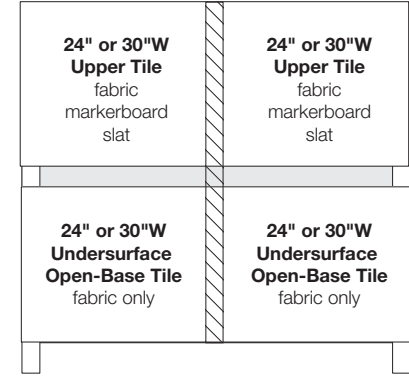 24" or 30"W
Upper Tile
fabric
markerboard
slat
24" or 30"W
Upper Tile
fabric
markerboard
slat
24" or 30"W
Undersurface
Open-Base Tile
fabric only
24" or 30"W
Undersurface
Open-Base Tile
fabric only